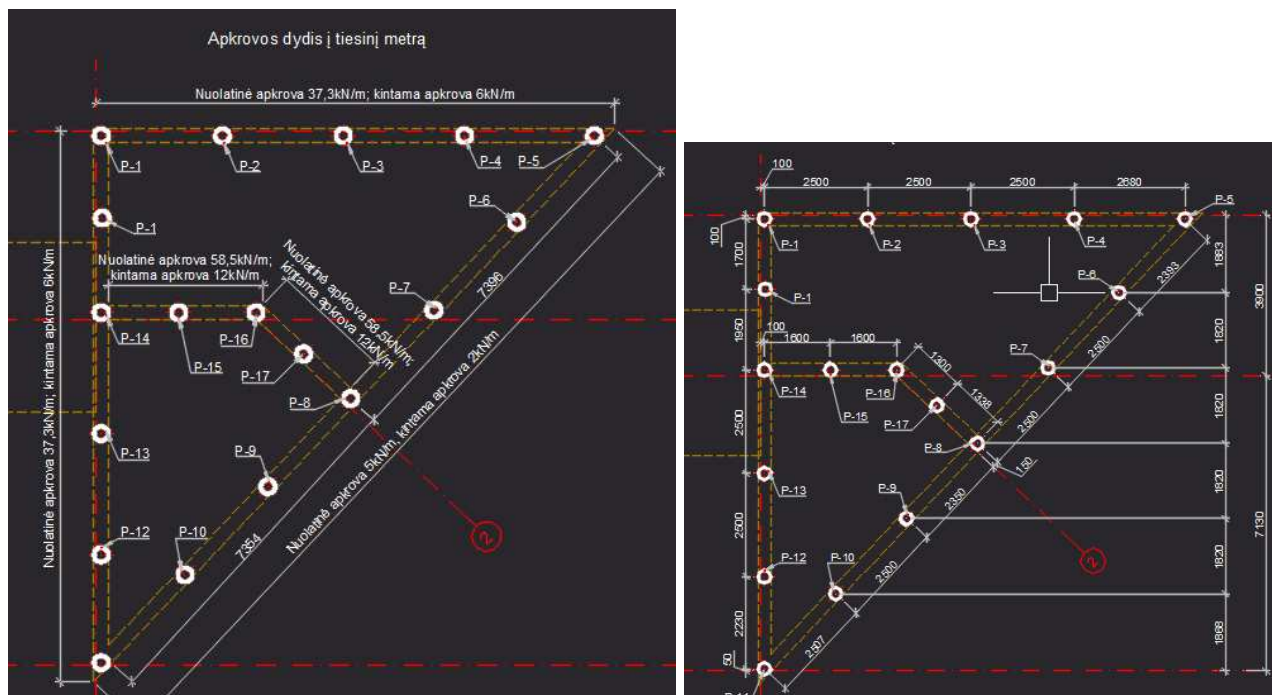 Apkrovos dydis į tiesinį metrą
Nuolatinė apkrova 37,3kN/m; kintama apkrova 6kN/m
P-1
P-2
P-3
P-4
P-5
P-6
P-1
Nuolatinė apkrova 58,5kN/m;
kintama apkrova 12kN/m
Nuolatinė apkrova 58,5kN/m;
kintama apkrova 12kN/m
P-7
7396
Nuolatinė apkrova 37,3kN/m; kintama apkrova 6kN/m
P-14
P-15
P-16
P-17
P-8
Nuolatinė apkrova 5kN/m; kintama apkrova 2kN/m
P-13
P-9
2
P-12
P-10
7354
100
2500
2500
2500
2680
P-5
100
P-1
P-2
P-3
P-4
1700
2393
1883
P-6
3900
P-1
1820
1950
100
1600
1600
P-7
2500
1300
P-14
P-15
P-16
1338
1820
P-17
2500
2500
P-8
150
P-13
P-9
2350
1820
7130
2500
P-12
P-10
2
2500
1820
2230
2507
1868
50